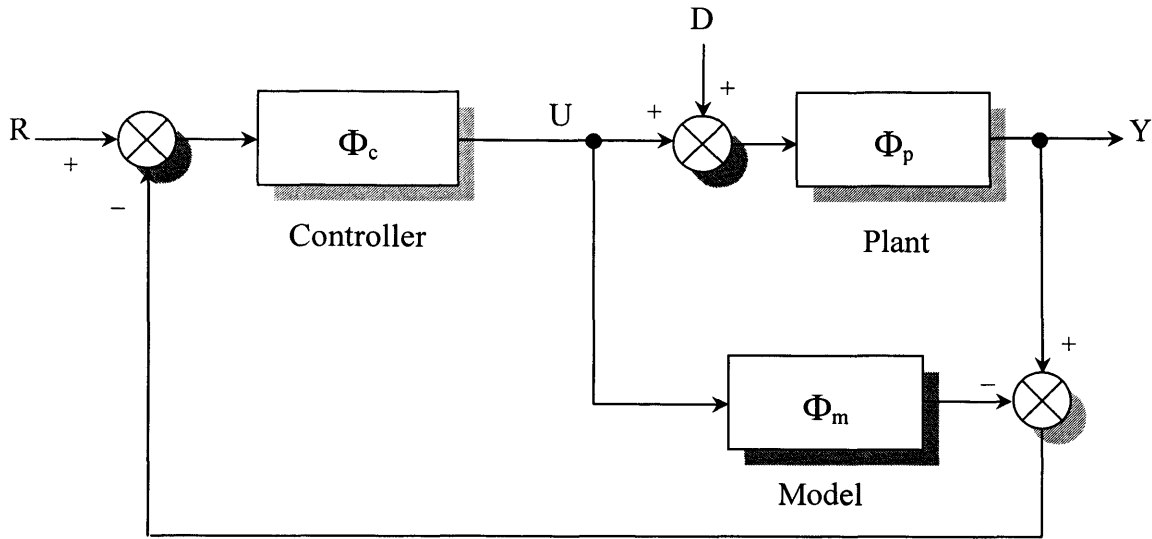 D
+
R
+
−
Φc
Controller
U
+
Φp
Plant
Y
+
−
Φm
Model